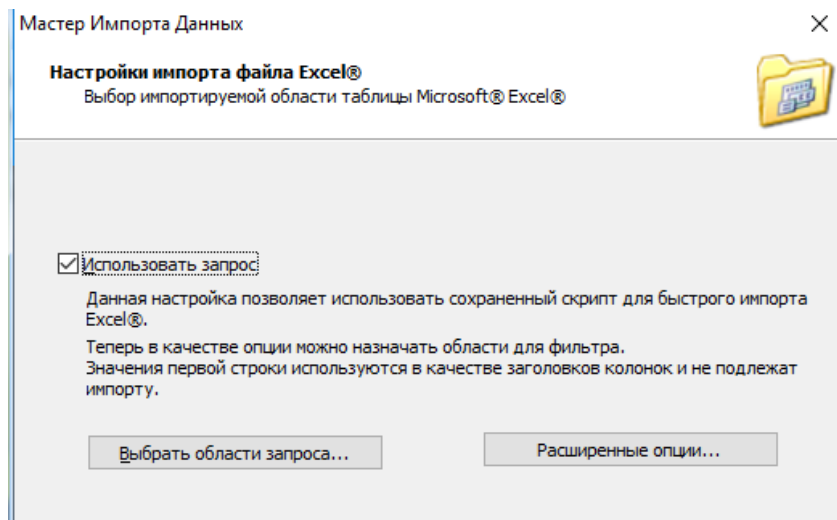 Мастер Импорта Данных
Настройки импорта файла Excel®
Выбор импортируемой области таблицы Microsoft® Excel®
Использовать запрос
Данная настройка позволяет использовать сохраненный скрипт для быстрого импорта
Excel®.
Теперь в качестве опции можно назначать области для фильтра.
Значения первой строки используются в качестве заголовков колонок и не подлежат
импорту.
Выбрать области запроса...
Расширенные опции...